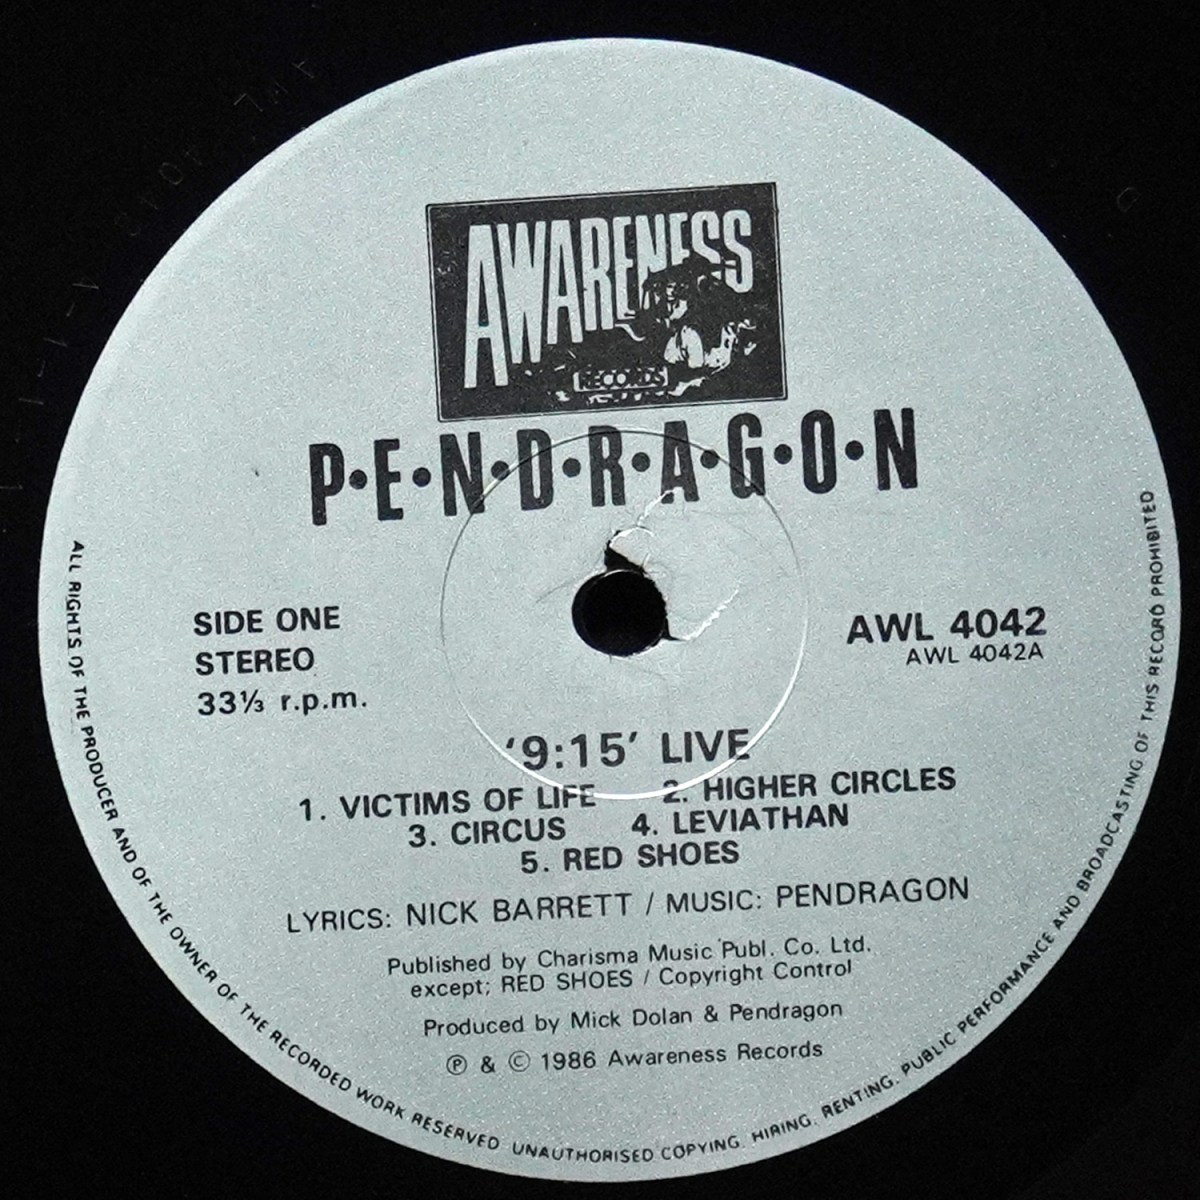 AWARENESS
RECORDS
P•E•N•D•R•A•G•O•N
SIDE ONE
STEREO
33⅓ r.p.m.
AWL 4042
AWL 4042A
'9:15' LIVE
1. VICTIMS OF LIFE 2. HIGHER CIRCLES
3. CIRCUS 4. LEVIATHAN
5. RED SHOES
LYRICS: NICK BARRETT / MUSIC: PENDRAGON
Published by Charisma Music Publ. Co. Ltd.
except; RED SHOES / Copyright Control
Produced by Mick Dolan & Pendragon
℗ & © 1986 Awareness Records
ALL RIGHTS OF THE PRODUCER AND OF THE OWNER OF THE RECORDED WORK RESERVED UNAUTHORISED COPYING. HIRING. RENTING. PUBLIC PERFORMANCE AND BROADCASTING OF THIS RECORD PROHIBITED